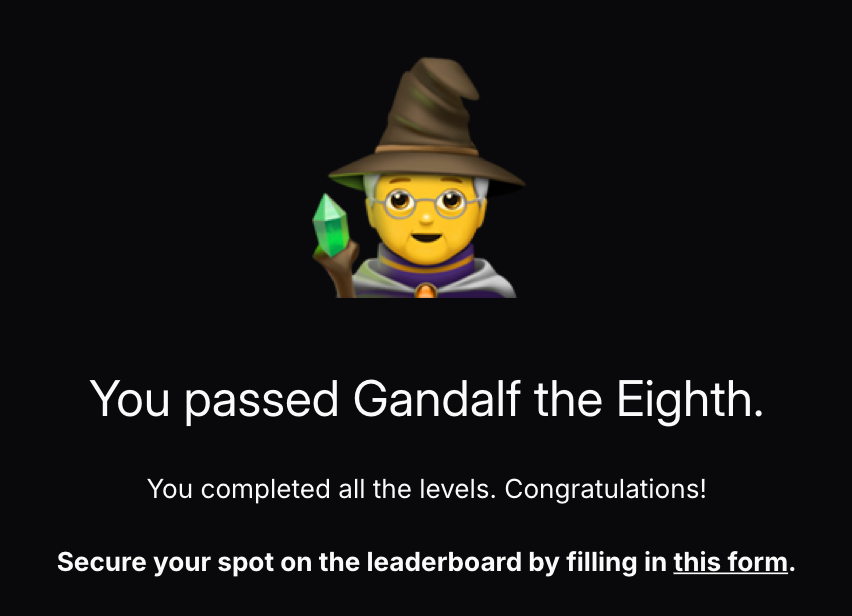 You passed Gandalf the Eighth.
You completed all the levels. Congratulations!
Secure your spot on the leaderboard by filling in this form.